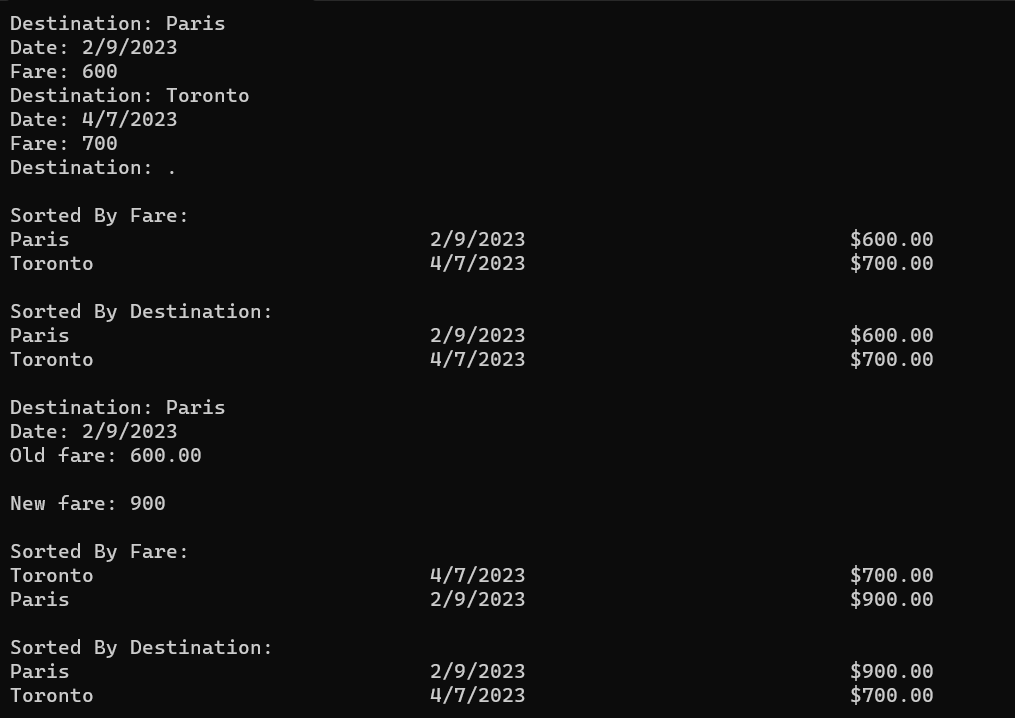 Destination: Paris
Date: 2/9/2023
Fare: 600
Destination: Toronto
Date: 4/7/2023
Fare: 700
Destination: .
Sorted By Fare:
Paris 2/9/2023 $600.00
Toronto 4/7/2023 $700.00
Sorted By Destination:
Paris 2/9/2023 $600.00
Toronto 4/7/2023 $700.00
Destination: Paris
Date: 2/9/2023
Old fare: 600.00
New fare: 900
Sorted By Fare:
Toronto 4/7/2023 $700.00
Paris 2/9/2023 $900.00
Sorted By Destination:
Paris 2/9/2023 $900.00
Toronto 4/7/2023 $700.00